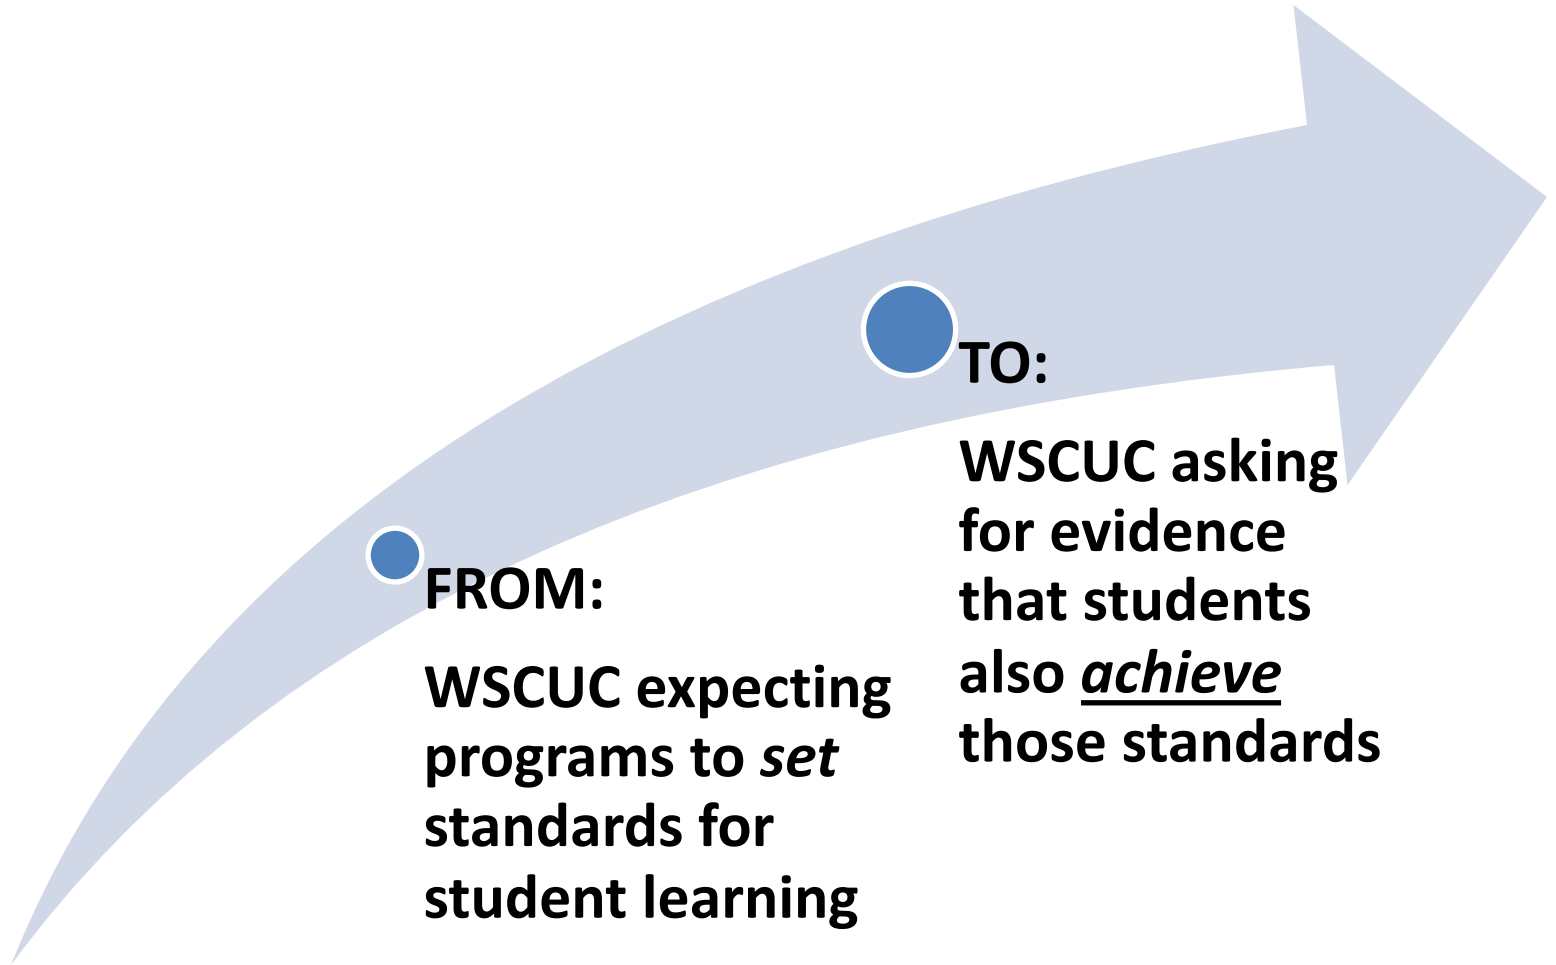 FROM:
WSCUC expecting
programs to set
standards for
student learning
TO:
WSCUC asking
for evidence
that students
also achieve
those standards